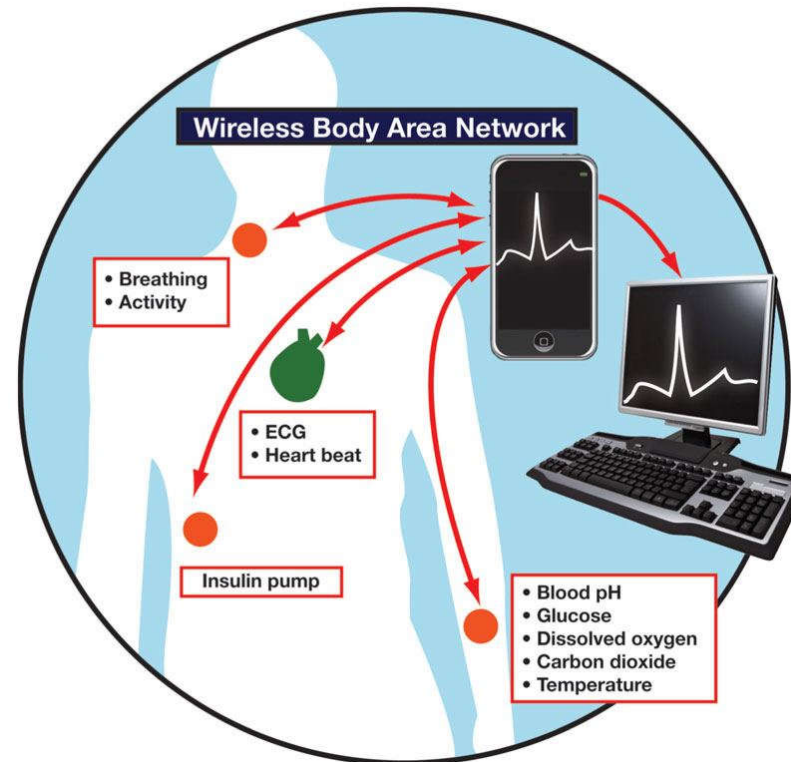 Wireless Body Area Network
• Breathing
• Activity
• ECG
• Heart beat
Insulin pump
• Blood pH
• Glucose
• Dissolved oxygen
• Carbon dioxide
• Temperature